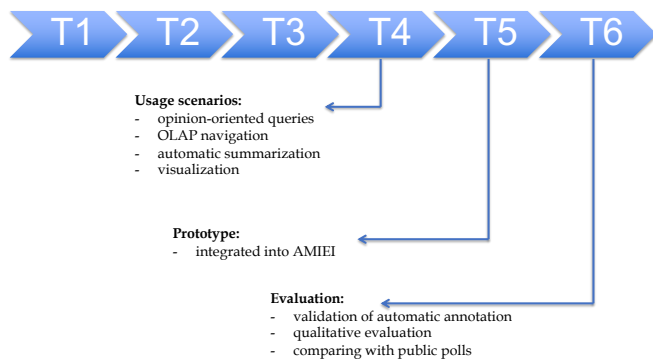 T1 T2 T3 T4 T5 T6
Usage scenarios:
- opinion-oriented queries
- OLAP navigation
- automatic summarization
- visualization
Prototype:
- integrated into AMIEI
Evaluation:
- validation of automatic annotation
- qualitative evaluation
- comparing with public polls